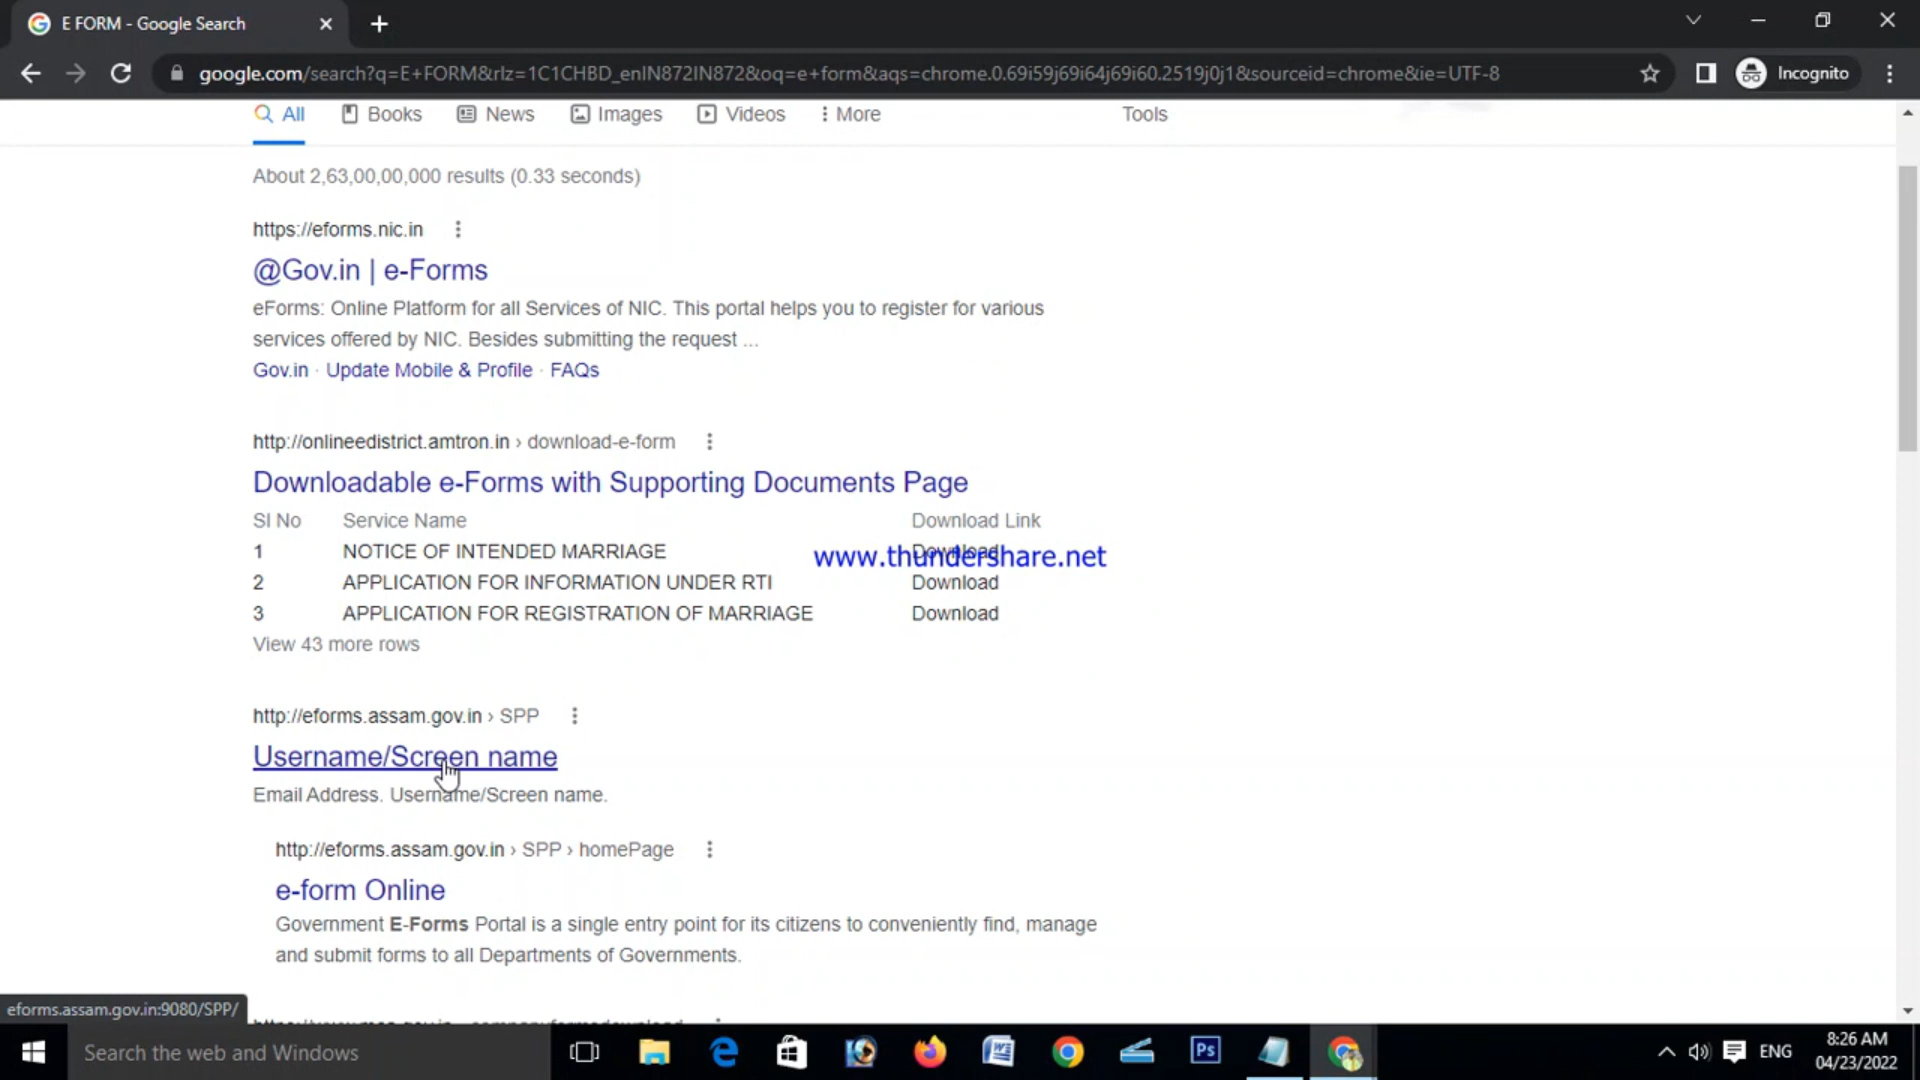 E FORM - Google Search
google.com/search?q=E+FORM&rlz=1C1CHBD_enIN872IN872&oq=e+form&aqs=chrome.0.69i59j69i64j69i60.2519j0j1&sourceid=chrome&ie=UTF-8
Incognito
All Books News Images Videos More Tools
About 2,63,00,00,000 results (0.33 seconds)
https://eforms.nic.in
@Gov.in | e-Forms
eForms: Online Platform for all Services of NIC. This portal helps you to register for various
services offered by NIC. Besides submitting the request ...
Gov.in · Update Mobile & Profile · FAQs
http://onlineedistrict.amtron.in › download-e-form
Downloadable e-Forms with Supporting Documents Page
Sl No Service Name Download Link
1 NOTICE OF INTENDED MARRIAGE Download
www.thundershare.net
2 APPLICATION FOR INFORMATION UNDER RTI Download
3 APPLICATION FOR REGISTRATION OF MARRIAGE Download
View 43 more rows
http://eforms.assam.gov.in › SPP
Username/Screen name
Email Address. Username/Screen name.
http://eforms.assam.gov.in › SPP › homePage
e-form Online
Government E-Forms Portal is a single entry point for its citizens to conveniently find, manage
and submit forms to all Departments of Governments.
eforms.assam.gov.in:9080/SPP/
Search the web and Windows
Ps
ENG
8:26 AM
04/23/2022